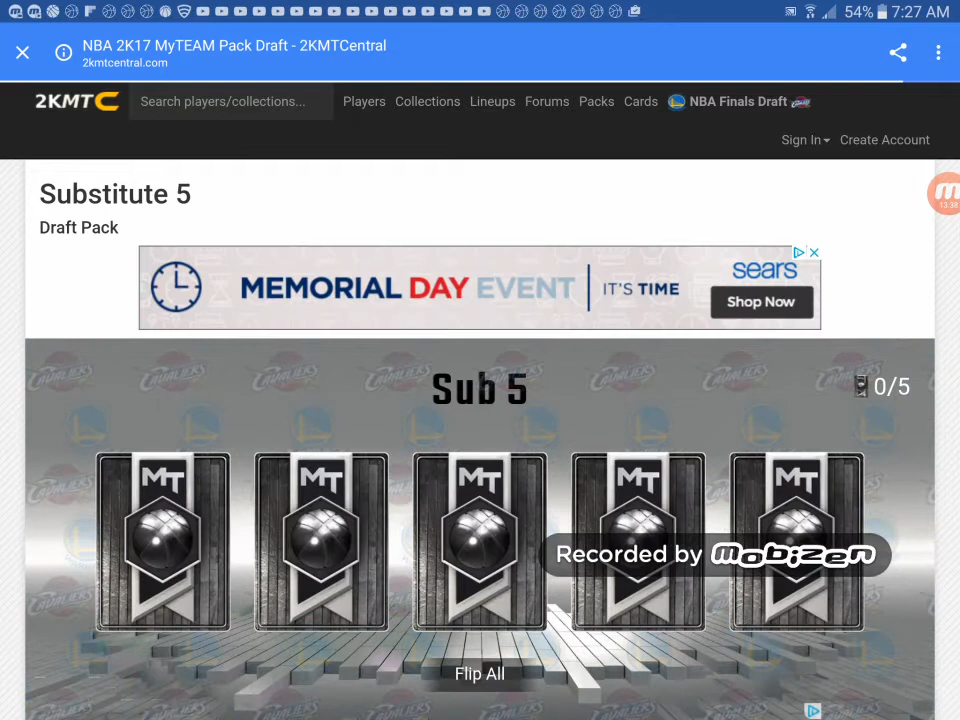 54% 7:27 AM
NBA 2K17 MyTEAM Pack Draft - 2KMTCentral
2kmtcentral.com
2KMTC Search players/collections... Players Collections Lineups Forums Packs Cards NBA Finals Draft
Sign In Create Account
Substitute 5
13:38
Draft Pack
MEMORIAL DAY EVENT IT'S TIME sears
Shop Now
Sub 5
0/5
MT MT MT MT MT
Recorded by mobizen
Flip All